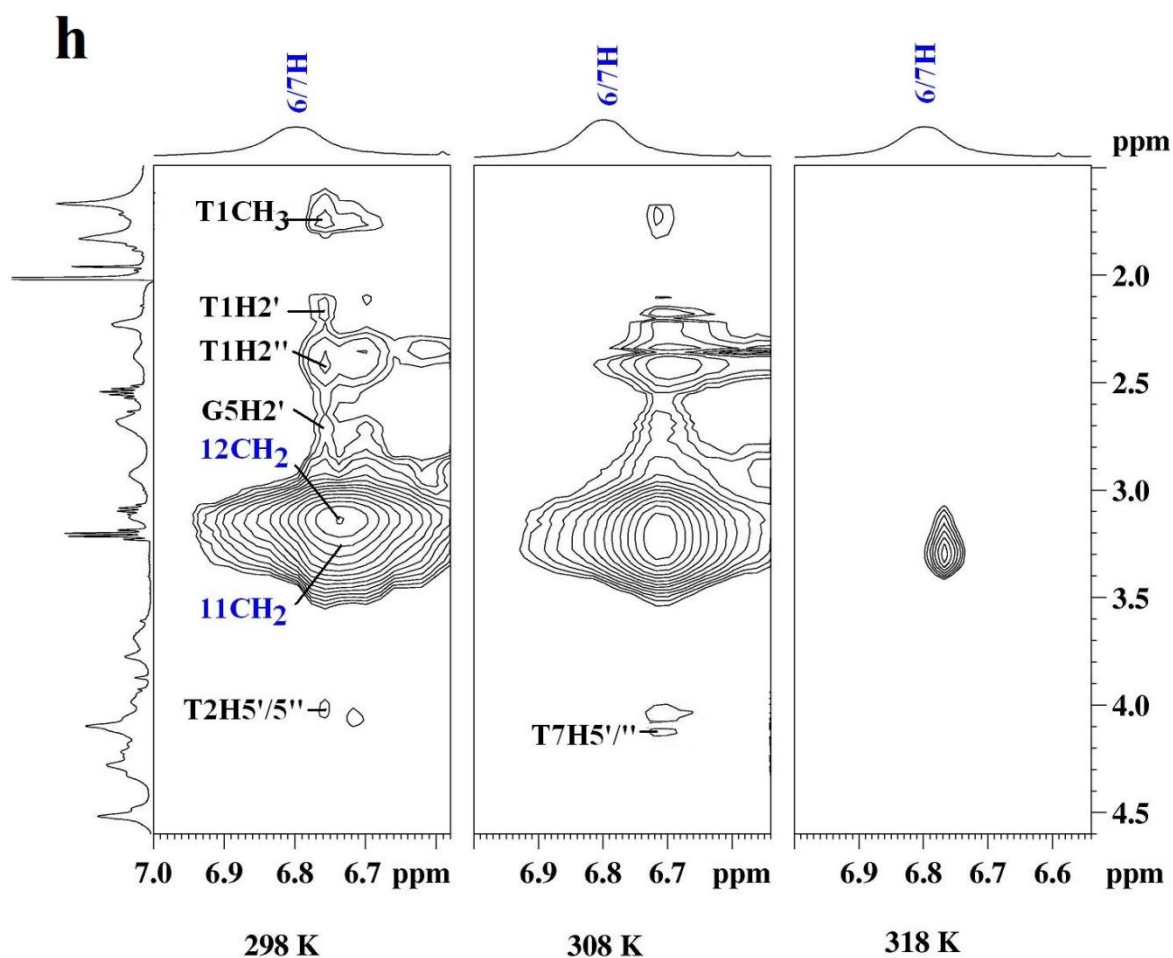 h
6/7H
6/7H
6/7H
ppm
T1CH3
T1H2'
T1H2''
G5H2'
12CH2
11CH2
T2H5'/5''
T7H5'/''
2.0
2.5
3.0
3.5
4.0
4.5
7.0 6.9 6.8 6.7 ppm
6.9 6.8 6.7 ppm
6.9 6.8 6.7 6.6 ppm
298 K
308 K
318 K